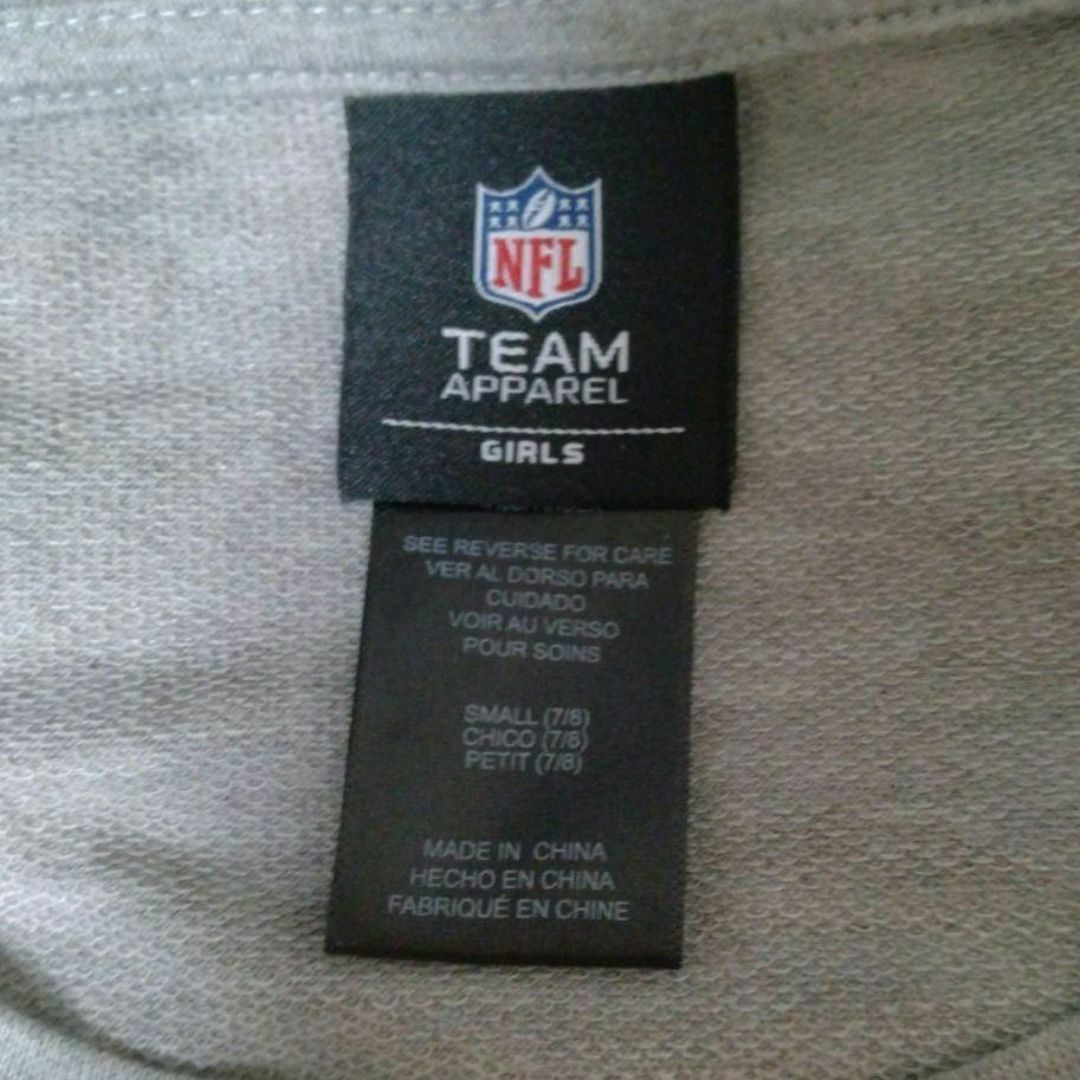 NFL
TEAM
APPAREL
GIRLS
SEE REVERSE FOR CARE
VER AL DORSO PARA
CUIDADO
VOIR AU VERSO
POUR SOINS
SMALL (7/8)
CHICO (7/8)
PETIT (7/8)
MADE IN CHINA
HECHO EN CHINA
FABRIQUÉ EN CHINE